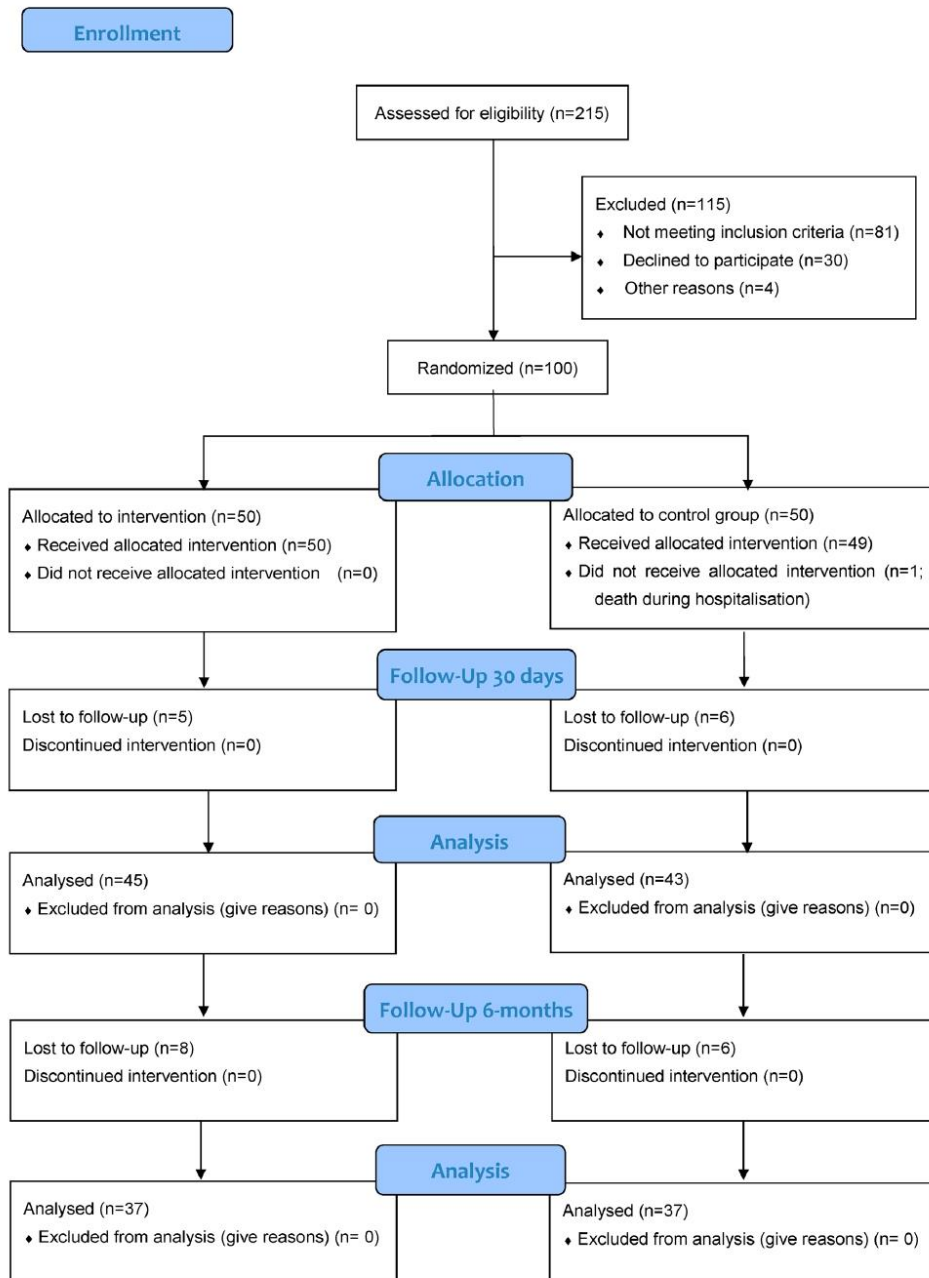 Enrollment
Assessed for eligibility (n=215)
Excluded (n=115)
♦ Not meeting inclusion criteria (n=81)
♦ Declined to participate (n=30)
♦ Other reasons (n=4)
Randomized (n=100)
Allocation
Allocated to intervention (n=50)
♦ Received allocated intervention (n=50)
♦ Did not receive allocated intervention (n=0)
Allocated to control group (n=50)
♦ Received allocated intervention (n=49)
♦ Did not receive allocated intervention (n=1;
death during hospitalisation)
Follow-Up 30 days
Lost to follow-up (n=5)
Discontinued intervention (n=0)
Lost to follow-up (n=6)
Discontinued intervention (n=0)
Analysis
Analysed (n=45)
♦ Excluded from analysis (give reasons) (n= 0)
Analysed (n=43)
♦ Excluded from analysis (give reasons) (n=0)
Follow-Up 6-months
Lost to follow-up (n=8)
Discontinued intervention (n=0)
Lost to follow-up (n=6)
Discontinued intervention (n=0)
Analysis
Analysed (n=37)
♦ Excluded from analysis (give reasons) (n= 0)
Analysed (n=37)
♦ Excluded from analysis (give reasons) (n= 0)